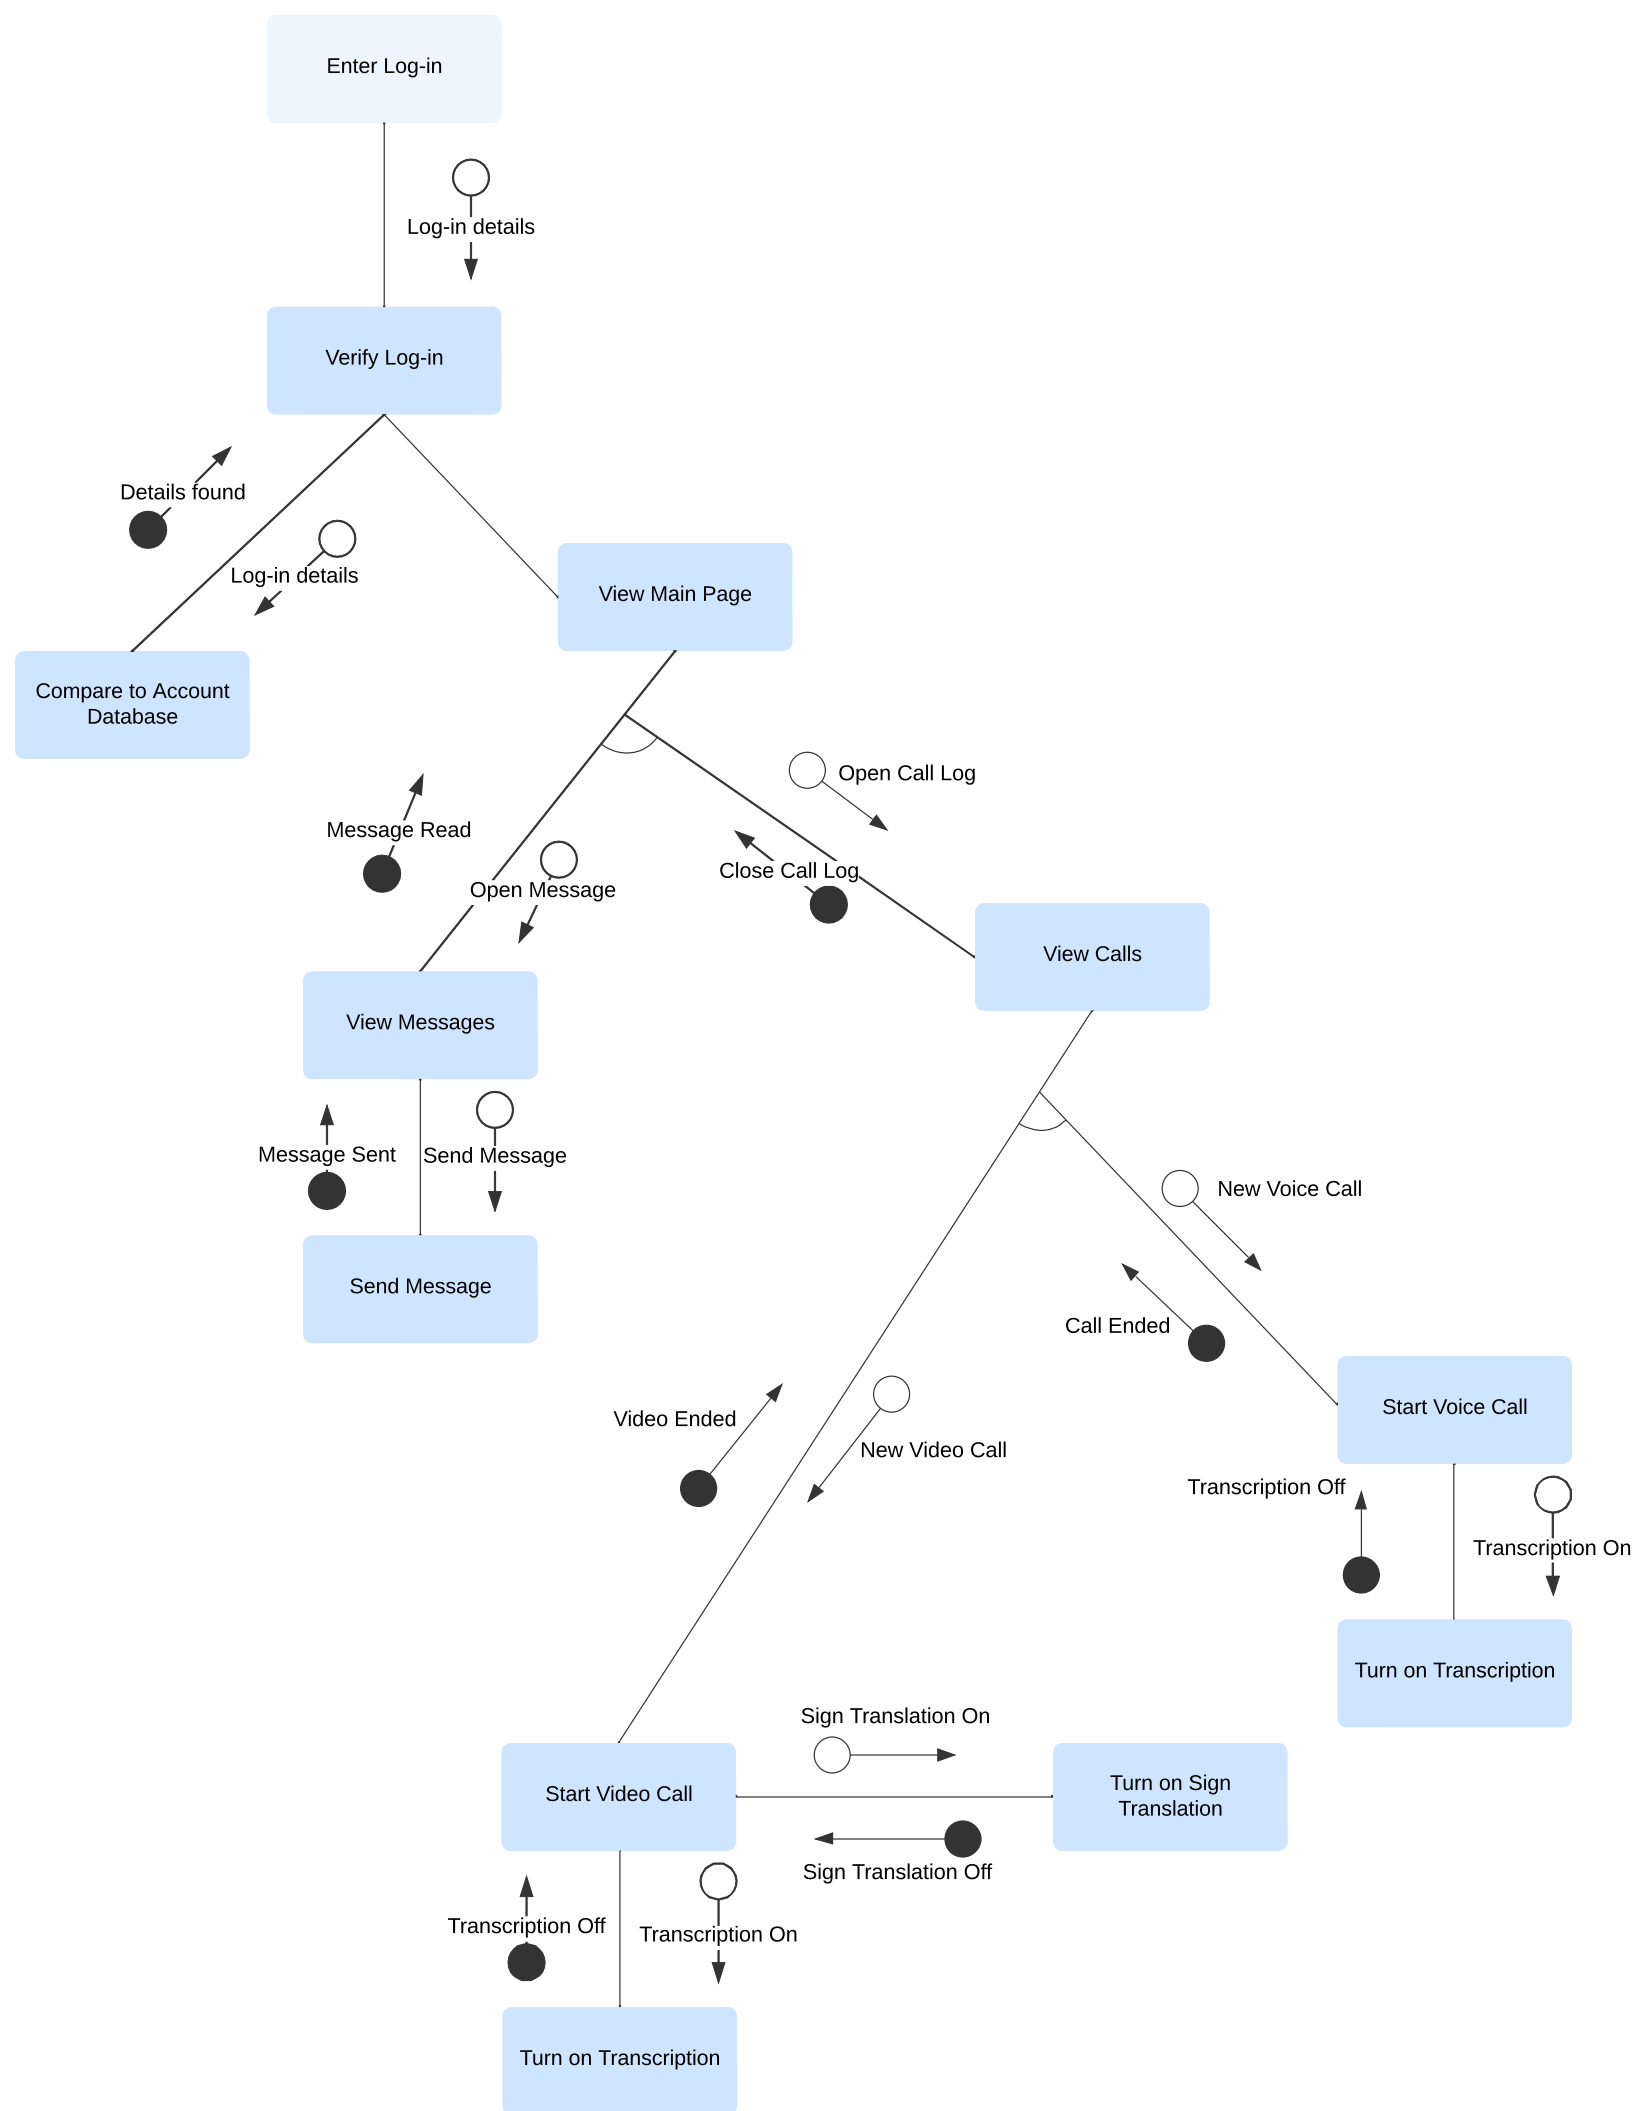 Enter Log-in
Log-in details
Verify Log-in
Details found
Log-in details
View Main Page
Compare to Account
Database
Open Call Log
Message Read
Close Call Log
Open Message
View Calls
View Messages
Message Sent
Send Message
New Voice Call
Send Message
Call Ended
Start Voice Call
Video Ended
New Video Call
Transcription Off
Transcription On
Turn on Transcription
Sign Translation On
Start Video Call
Turn on Sign
Translation
Sign Translation Off
Transcription Off
Transcription On
Turn on Transcription